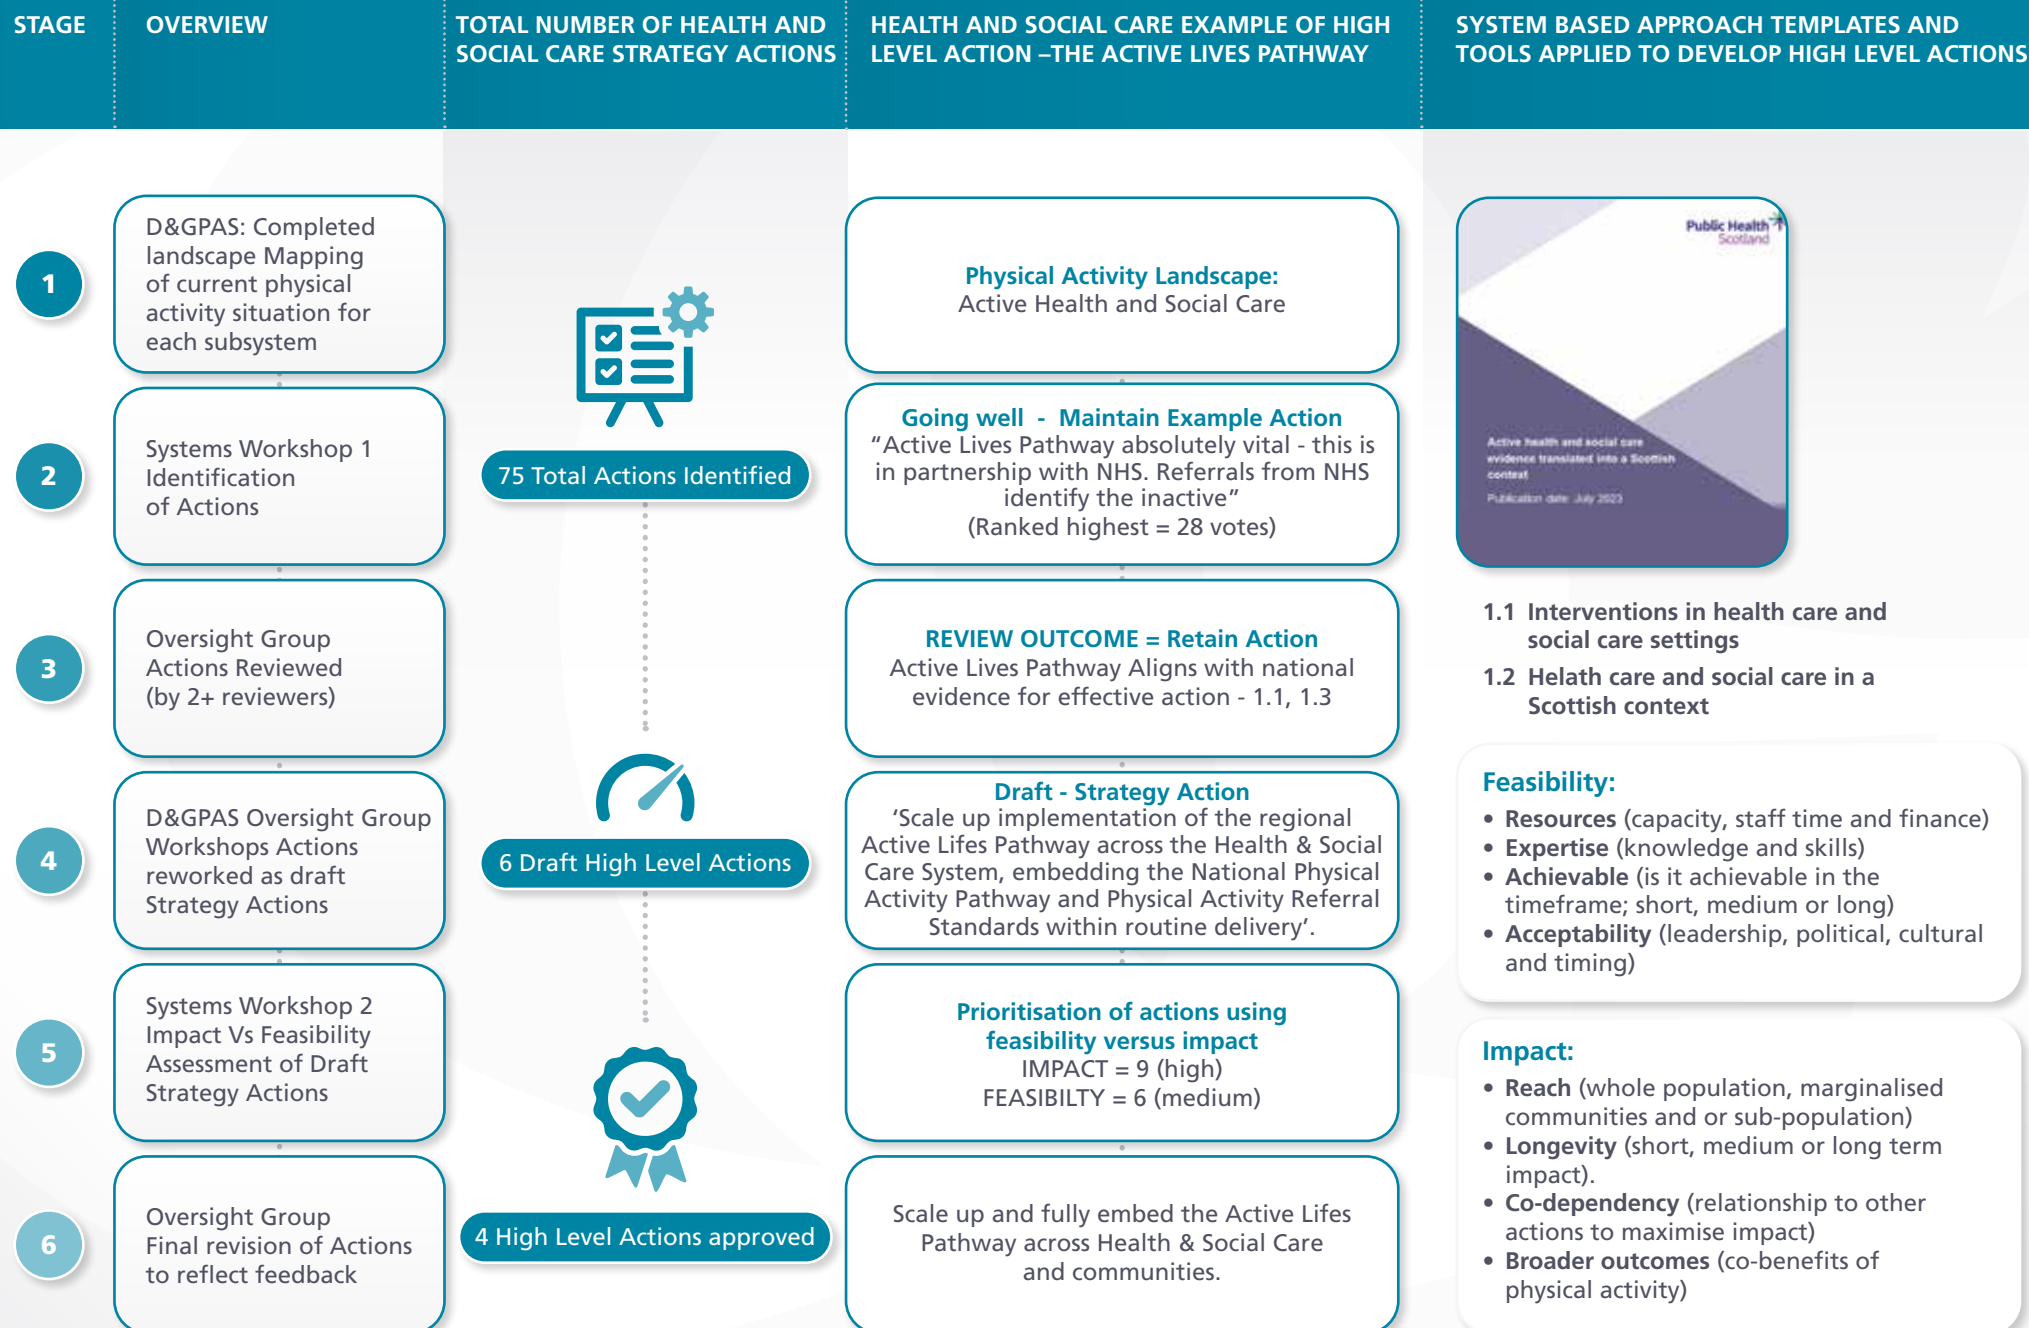 STAGE
OVERVIEW
TOTAL NUMBER OF HEALTH AND
SOCIAL CARE STRATEGY ACTIONS
HEALTH AND SOCIAL CARE EXAMPLE OF HIGH
LEVEL ACTION –THE ACTIVE LIVES PATHWAY
SYSTEM BASED APPROACH TEMPLATES AND
TOOLS APPLIED TO DEVELOP HIGH LEVEL ACTIONS
1
D&GPAS: Completed
landscape Mapping
of current physical
activity situation for
each subsystem
Physical Activity Landscape:
Active Health and Social Care
2
Systems Workshop 1
Identification
of Actions
75 Total Actions Identified
Going well - Maintain Example Action
“Active Lives Pathway absolutely vital - this is
in partnership with NHS. Referrals from NHS
identify the inactive”
(Ranked highest = 28 votes)
3
Oversight Group
Actions Reviewed
(by 2+ reviewers)
REVIEW OUTCOME = Retain Action
Active Lives Pathway Aligns with national
evidence for effective action - 1.1, 1.3
4
D&GPAS Oversight Group
Workshops Actions
reworked as draft
Strategy Actions
6 Draft High Level Actions
Draft - Strategy Action
‘Scale up implementation of the regional
Active Lifes Pathway across the Health & Social
Care System, embedding the National Physical
Activity Pathway and Physical Activity Referral
Standards within routine delivery’.
5
Systems Workshop 2
Impact Vs Feasibility
Assessment of Draft
Strategy Actions
Prioritisation of actions using
feasibility versus impact
IMPACT = 9 (high)
FEASIBILTY = 6 (medium)
6
Oversight Group
Final revision of Actions
to reflect feedback
4 High Level Actions approved
Scale up and fully embed the Active Lifes
Pathway across Health & Social Care
and communities.
Public Health
Scotland
Active health and social care
evidence translated into a Scottish
context
Publication date: July 2023
1.1 Interventions in health care and
social care settings
1.2 Helath care and social care in a
Scottish context
Feasibility:
• Resources (capacity, staff time and finance)
• Expertise (knowledge and skills)
• Achievable (is it achievable in the
timeframe; short, medium or long)
• Acceptability (leadership, political, cultural
and timing)
Impact:
• Reach (whole population, marginalised
communities and or sub-population)
• Longevity (short, medium or long term
impact).
• Co-dependency (relationship to other
actions to maximise impact)
• Broader outcomes (co-benefits of
physical activity)